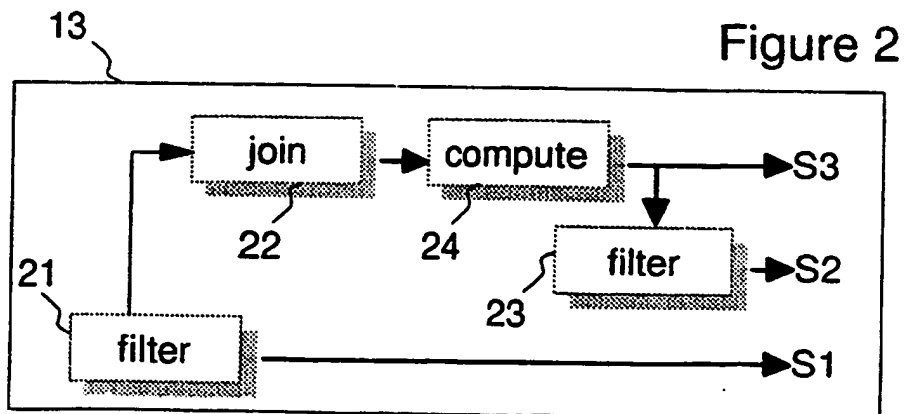 13
Figure 2
join
compute
S3
22
24
21
filter
S2
23
filter
S1